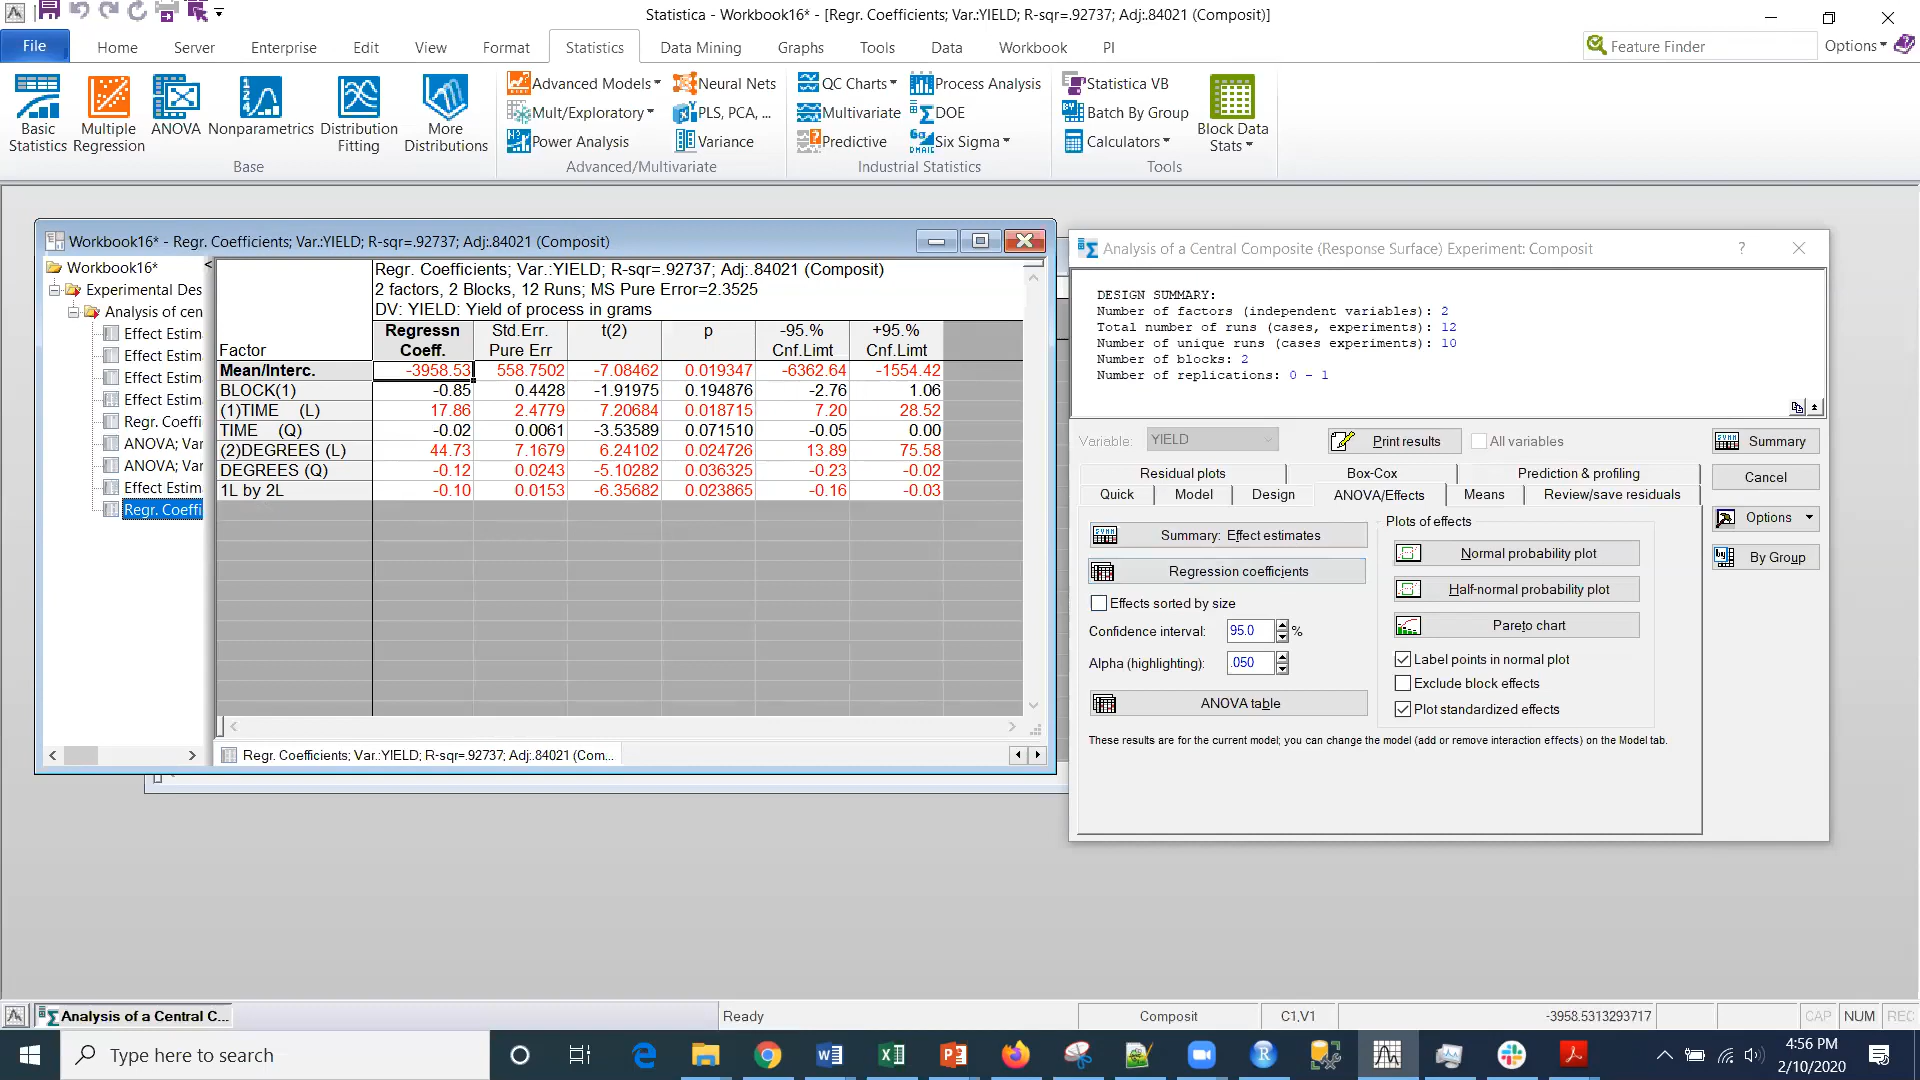 Statistica - Workbook16* - [Regr. Coefficients; Var.:YIELD; R-sqr=.92737; Adj:.84021 (Composit)]
File Home Server Enterprise Edit View Format Statistics Data Mining Graphs Tools Data Workbook PI
Feature Finder Options
Basic Statistics
Multiple Regression
ANOVA
Nonparametrics
Distribution Fitting
More Distributions
Base
Advanced Models Neural Nets
Mult/Exploratory PLS, PCA, ...
Power Analysis Variance
Advanced/Multivariate
QC Charts Process Analysis
Multivariate DOE
Predictive Six Sigma
Industrial Statistics
Statistica VB
Batch By Group
Calculators
Block Data Stats
Tools
Workbook16* - Regr. Coefficients; Var.:YIELD; R-sqr=.92737; Adj:.84021 (Composit)
Workbook16*
Experimental Des
Analysis of cen
Effect Estim
Effect Estim
Effect Estim
Effect Estim
Regr. Coeffi
ANOVA; Var
ANOVA; Var
Effect Estim
Regr. Coeffi
Regr. Coefficients; Var.:YIELD; R-sqr=.92737; Adj:.84021 (Composit)
2 factors, 2 Blocks, 12 Runs; MS Pure Error=2.3525
DV: YIELD: Yield of process in grams
Regressn Std.Err. t(2) p -95.% +95.%
Factor Coeff. Pure Err Cnf.Limt Cnf.Limt
Mean/Interc. -3958.53 558.7502 -7.08462 0.019347 -6362.64 -1554.42
BLOCK(1) -0.85 0.4428 -1.91975 0.194876 -2.76 1.06
(1)TIME (L) 17.86 2.4779 7.20684 0.018715 7.20 28.52
TIME (Q) -0.02 0.0061 -3.53589 0.071510 -0.05 0.00
(2)DEGREES (L) 44.73 7.1679 6.24102 0.024726 13.89 75.58
DEGREES (Q) -0.12 0.0243 -5.10282 0.036325 -0.23 -0.02
1L by 2L -0.10 0.0153 -6.35682 0.023865 -0.16 -0.03
Regr. Coefficients; Var.:YIELD; R-sqr=.92737; Adj:.84021 (Com...
Analysis of a Central Composite (Response Surface) Experiment: Composit
DESIGN SUMMARY:
Number of factors (independent variables): 2
Total number of runs (cases, experiments): 12
Number of unique runs (cases experiments): 10
Number of blocks: 2
Number of replications: 0 - 1
Variable: YIELD Print results All variables Summary
Residual plots Box-Cox Prediction & profiling Cancel
Quick Model Design ANOVA/Effects Means Review/save residuals
Options
By Group
Summary: Effect estimates
Regression coefficients
Effects sorted by size
Confidence interval: 95.0 %
Alpha (highlighting): .050
ANOVA table
Plots of effects
Normal probability plot
Half-normal probability plot
Pareto chart
Label points in normal plot
Exclude block effects
Plot standardized effects
These results are for the current model; you can change the model (add or remove interaction effects) on the Model tab.
Analysis of a Central C... Ready Composit C1,V1 -3958.5313293717 CAP NUM REC
Type here to search
4:56 PM
2/10/2020